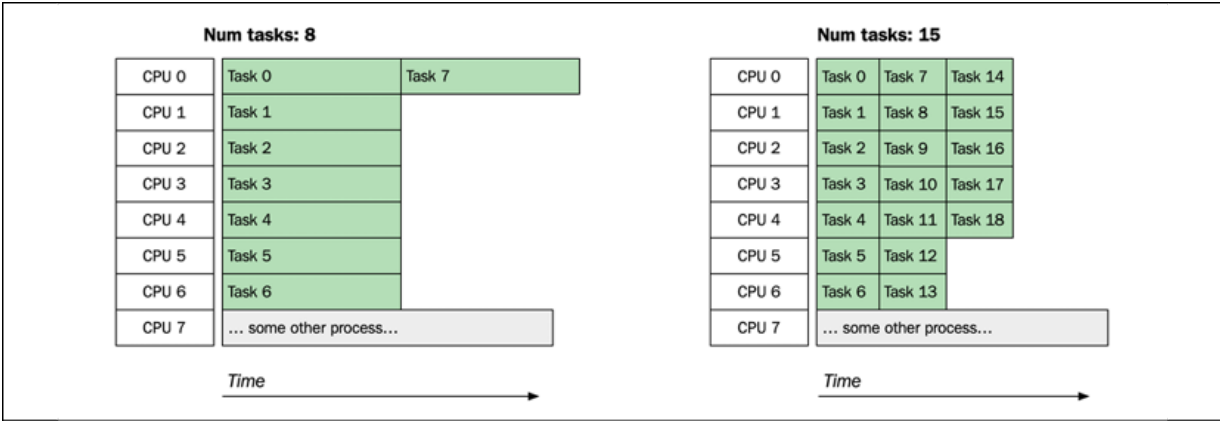 Num tasks: 8
CPU 0 Task 0 Task 7
CPU 1 Task 1
CPU 2 Task 2
CPU 3 Task 3
CPU 4 Task 4
CPU 5 Task 5
CPU 6 Task 6
CPU 7 ... some other process...
Time
Num tasks: 15
CPU 0 Task 0 Task 7 Task 14
CPU 1 Task 1 Task 8 Task 15
CPU 2 Task 2 Task 9 Task 16
CPU 3 Task 3 Task 10 Task 17
CPU 4 Task 4 Task 11 Task 18
CPU 5 Task 5 Task 12
CPU 6 Task 6 Task 13
CPU 7 ... some other process...
Time